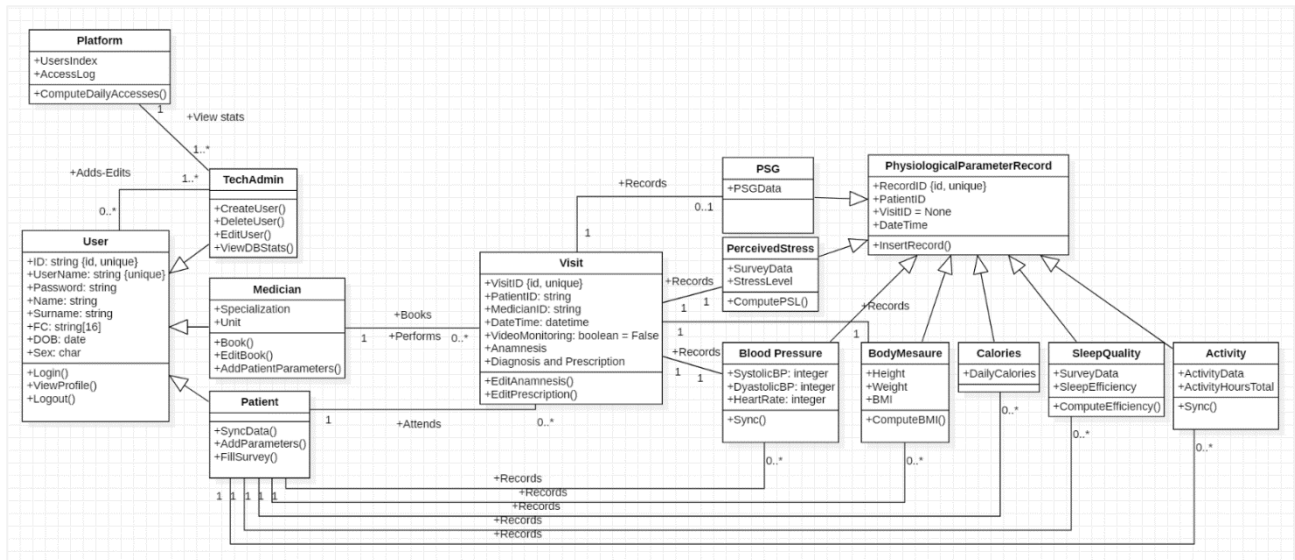 Platform
+UsersIndex
+AccessLog
+ComputeDailyAccesses()
1
+View stats
1..*
+Adds-Edits
1..*
0..*
TechAdmin
+CreateUser()
+DeleteUser()
+EditUser()
+ViewDBStats()
User
+ID: string {id, unique}
+UserName: string {unique}
+Password: string
+Name: string
+Surname: string
+FC: string[16]
+DOB: date
+Sex: char
+Login()
+ViewProfile()
+Logout()
Medician
+Specialization
+Unit
+Book()
+EditBook()
+AddPatientParameters()
+Books
+Performs
1
0..*
Patient
+SyncData()
+AddParameters()
+FillSurvey()
1
+Attends
0..*
Visit
+VisitID {id, unique}
+PatientID: string
+MedicianID: string
+DateTime: datetime
+VideoMonitoring: boolean = False
+Anamnesis
+Diagnosis and Prescription
+EditAnamnesis()
+EditPrescription()
+Records
0..1
1
PSG
+PSGData
PhysiologicalParameterRecord
+RecordID {id, unique}
+PatientID
+VisitID = None
+DateTime
+InsertRecord()
PerceivedStress
+SurveyData
+StressLevel
+ComputePSL()
+Records
1
1
+Records
1
1
+Records
1
1
Blood Pressure
+SystolicBP: integer
+DyastolicBP: integer
+HeartRate: integer
+Sync()
BodyMesaure
+Height
+Weight
+BMI
+ComputeBMI()
Calories
+DailyCalories
SleepQuality
+SurveyData
+SleepEfficiency
+ComputeEfficiency()
Activity
+ActivityData
+ActivityHoursTotal
+Sync()
0..*
0..*
0..*
0..*
0..*
+Records
+Records
+Records
+Records
+Records
1
1
1
1
1